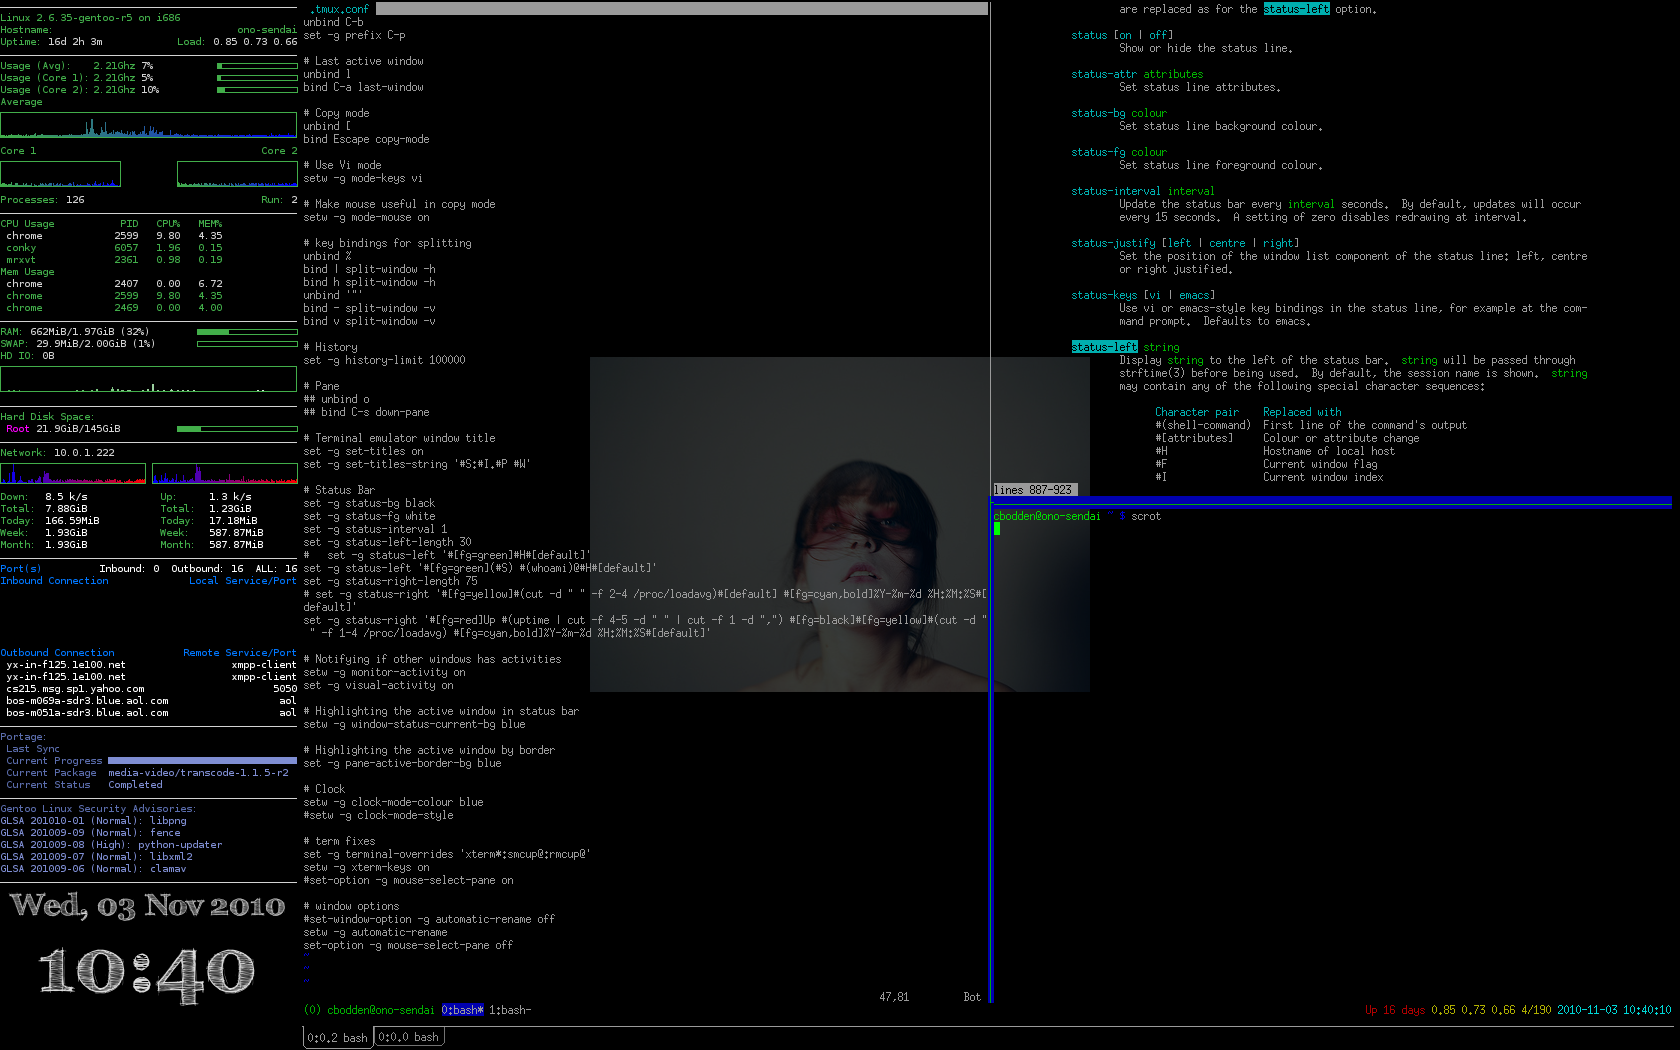 Linux 2.6.35-gentoo-r5 on i686
Hostname: ono-sendai
Uptime: 16d 2h 3m Load: 0.85 0.73 0.66
Usage (Avg): 2.21Ghz 7%
Usage (Core 1): 2.21Ghz 5%
Usage (Core 2): 2.21Ghz 10%
Average
Core 1 Core 2
Processes: 126 Run: 2
CPU Usage PID CPU% MEM%
chrome 2599 9.80 4.35
conky 6057 1.96 0.15
mrxvt 2361 0.98 0.19
Mem Usage
chrome 2407 0.00 6.72
chrome 2599 9.80 4.35
chrome 2469 0.00 4.00
RAM: 662MiB/1.97GiB (32%)
SWAP: 29.9MiB/2.00GiB (1%)
HD IO: 0B
Hard Disk Space:
Root 21.9GiB/145GiB
Network: 10.0.1.222
Down: 8.5 k/s Up: 1.3 k/s
Total: 7.88GiB Total: 1.23GiB
Today: 166.59MiB Today: 17.18MiB
Week: 1.93GiB Week: 587.87MiB
Month: 1.93GiB Month: 587.87MiB
Port(s) Inbound: 0 Outbound: 16 ALL: 16
Inbound Connection Local Service/Port
Outbound Connection Remote Service/Port
yx-in-f125.1e100.net xmpp-client
yx-in-f125.1e100.net xmpp-client
cs215.msg.sp1.yahoo.com 5050
bos-m069a-sdr3.blue.aol.com aol
bos-m051a-sdr3.blue.aol.com aol
Portage:
Last Sync
Current Progress
Current Package media-video/transcode-1.1.5-r2
Current Status Completed
Gentoo Linux Security Advisories:
GLSA 201010-01 (Normal): libpng
GLSA 201009-09 (Normal): fence
GLSA 201009-08 (High): python-updater
GLSA 201009-07 (Normal): libxml2
GLSA 201009-06 (Normal): clamav
Wed, 03 Nov 2010
10:40
.tmux.conf
unbind C-b
set -g prefix C-p
# Last active window
unbind l
bind C-a last-window
# Copy mode
unbind [
bind Escape copy-mode
# Use Vi mode
setw -g mode-keys vi
# Make mouse useful in copy mode
setw -g mode-mouse on
# key bindings for splitting
unbind %
bind | split-window -h
bind h split-window -h
unbind '"'
bind - split-window -v
bind v split-window -v
# History
set -g history-limit 100000
# Pane
## unbind o
## bind C-s down-pane
# Terminal emulator window title
set -g set-titles on
set -g set-titles-string '#S:#I.#P #W'
# Status Bar
set -g status-bg black
set -g status-fg white
set -g status-interval 1
set -g status-left-length 30
#   set -g status-left '#[fg=green]#H#[default]'
set -g status-left '#[fg=green](#S) #(whoami)@#H#[default]'
set -g status-right-length 75
# set -g status-right '#[fg=yellow]#(cut -d " " -f 2-4 /proc/loadavg)#[default] #[fg=cyan,bold]%Y-%m-%d %H:%M:%S#[
default]'
set -g status-right '#[fg=red]Up #(uptime | cut -f 4-5 -d " " | cut -f 1 -d ",") #[fg=black]#[fg=yellow]#(cut -d "
" -f 1-4 /proc/loadavg) #[fg=cyan,bold]%Y-%m-%d %H:%M:%S#[default]'
# Notifying if other windows has activities
setw -g monitor-activity on
set -g visual-activity on
# Highlighting the active window in status bar
setw -g window-status-current-bg blue
# Highlighting the active window by border
set -g pane-active-border-bg blue
# Clock
setw -g clock-mode-colour blue
#setw -g clock-mode-style
# term fixes
set -g terminal-overrides 'xterm*:smcup@:rmcup@'
setw -g xterm-keys on
#set-option -g mouse-select-pane on
# window options
#set-window-option -g automatic-rename off
setw -g automatic-rename
set-option -g mouse-select-pane off
~
~
~
47,81 Bot
are replaced as for the status-left option.
status [on | off]
Show or hide the status line.
status-attr attributes
Set status line attributes.
status-bg colour
Set status line background colour.
status-fg colour
Set status line foreground colour.
status-interval interval
Update the status bar every interval seconds.  By default, updates will occur
every 15 seconds.  A setting of zero disables redrawing at interval.
status-justify [left | centre | right]
Set the position of the window list component of the status line: left, centre
or right justified.
status-keys [vi | emacs]
Use vi or emacs-style key bindings in the status line, for example at the com-
mand prompt.  Defaults to emacs.
status-left string
Display string to the left of the status bar.  string will be passed through
strftime(3) before being used.  By default, the session name is shown.  string
may contain any of the following special character sequences:
Character pair    Replaced with
#(shell-command)  First line of the command's output
#[attributes]     Colour or attribute change
#H                Hostname of local host
#F                Current window flag
#I                Current window index
lines 887-923
cbodden@ono-sendai ~ $ scrot
(0) cbodden@ono-sendai 0:bash* 1:bash- Up 16 days 0.85 0.73 0.66 4/190 2010-11-03 10:40:10
0:0.2 bash 0:0.0 bash